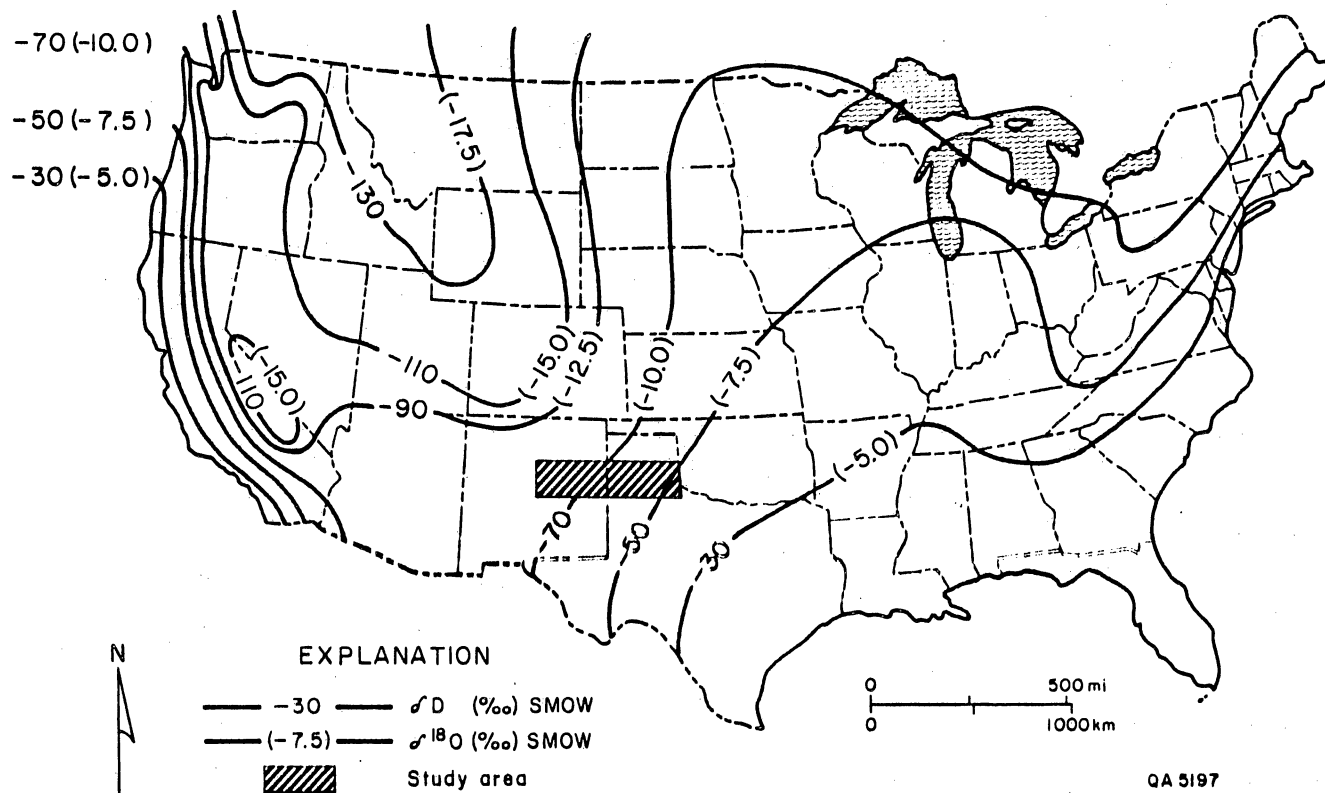 -70 (-10.0)
-50 (-7.5)
-30 (-5.0)
(-17.5)
130
(-15.0)
-110
-110
90
(-15.0)
(-12.5)
(-10.0)
(-7.5)
(-5.0)
-70
50
30
N
EXPLANATION
-30 δD (‰) SMOW
(-7.5) δ18O (‰) SMOW
Study area
0 500 mi
0 1000 km
QA 5197